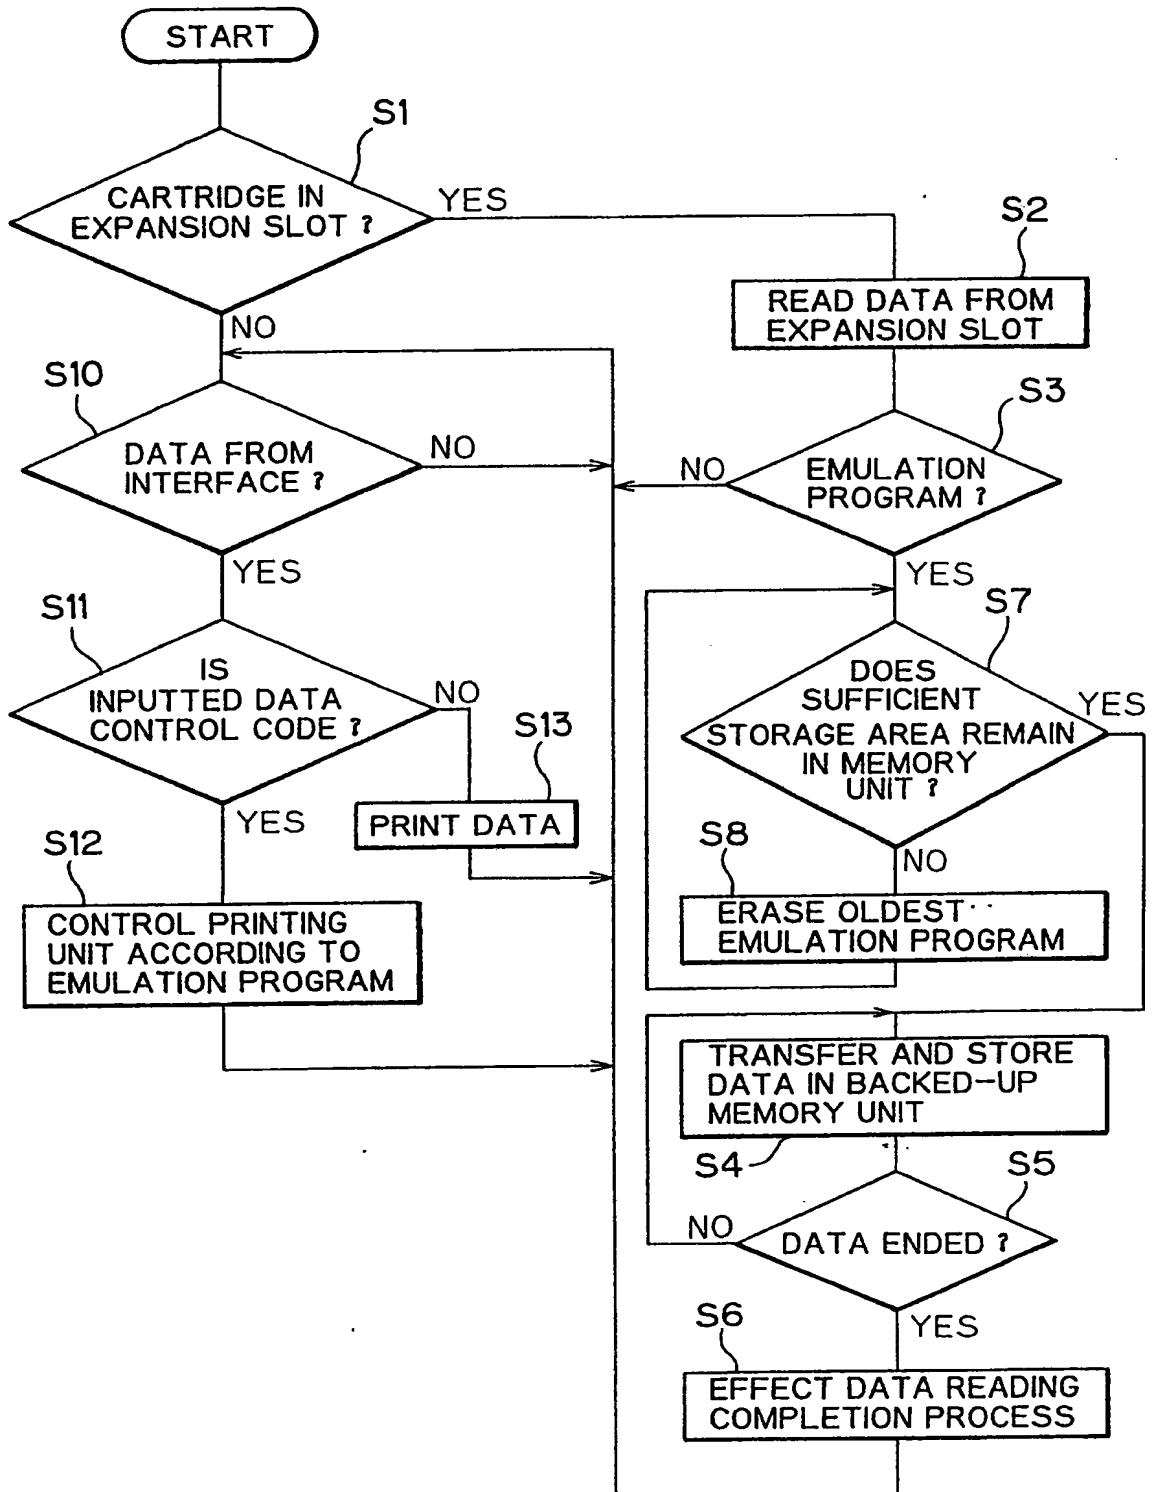 START
S1
CARTRIDGE IN
EXPANSION SLOT ?
YES
NO
S2
READ DATA FROM
EXPANSION SLOT
S10
DATA FROM
INTERFACE ?
NO
YES
S3
EMULATION
PROGRAM ?
NO
YES
S11
IS
INPUTTED DATA
CONTROL CODE ?
NO
YES
S13
PRINT DATA
S12
CONTROL PRINTING
UNIT ACCORDING TO
EMULATION PROGRAM
S7
DOES
SUFFICIENT
STORAGE AREA REMAIN
IN MEMORY
UNIT ?
YES
NO
S8
ERASE OLDEST
EMULATION PROGRAM
TRANSFER AND STORE
DATA IN BACKED-UP
MEMORY UNIT
S4
S5
DATA ENDED ?
NO
YES
S6
EFFECT DATA READING
COMPLETION PROCESS